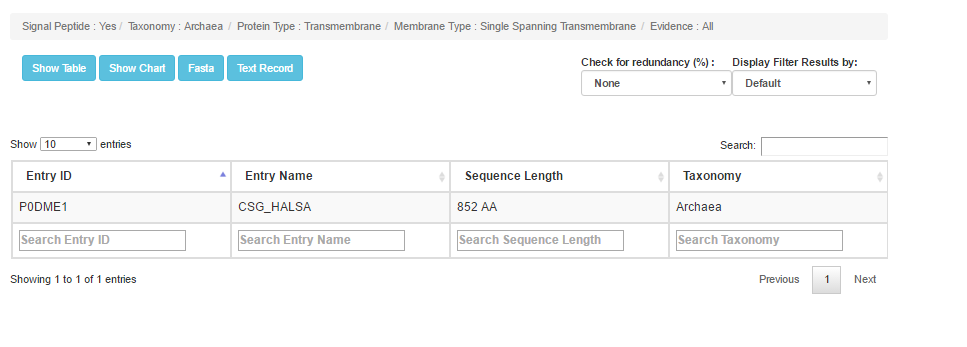 Signal Peptide : Yes / Taxonomy : Archaea / Protein Type : Transmembrane / Membrane Type : Single Spanning Transmembrane / Evidence : All
Show Table Show Chart Fasta Text Record
Check for redundancy (%) : Display Filter Results by:
None Default
Show 10 entries Search:
Entry ID Entry Name Sequence Length Taxonomy
P0DME1 CSG_HALSA 852 AA Archaea
Search Entry ID Search Entry Name Search Sequence Length Search Taxonomy
Showing 1 to 1 of 1 entries Previous 1 Next